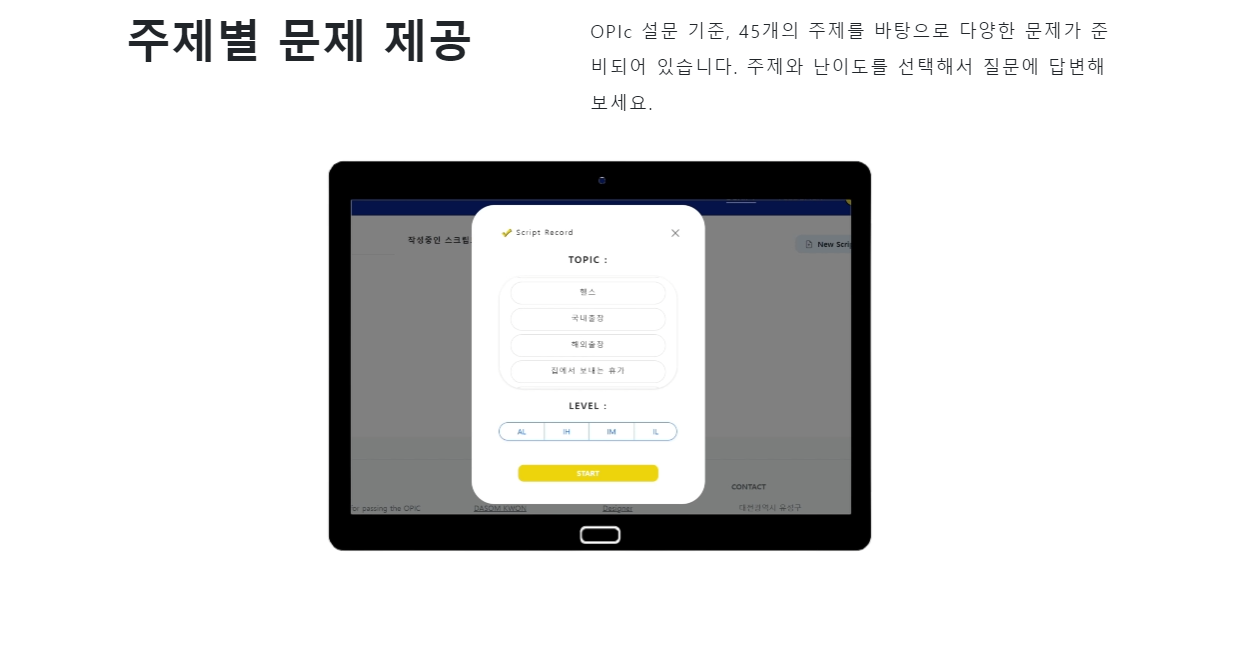 주제별 문제 제공
OPIc 설문 기준, 45개의 주제를 바탕으로 다양한 문제가 준
비되어 있습니다. 주제와 난이도를 선택해서 질문에 답변해
보세요.
작성중인 스크립
New Scrip
Script Record
TOPIC :
헬스
국내출장
해외출장
집에서 보내는 휴가
LEVEL :
AL IH IM IL
START
CONTACT
for passing the OPIC
DASOM KWON
Designer
대전광역시 유성구